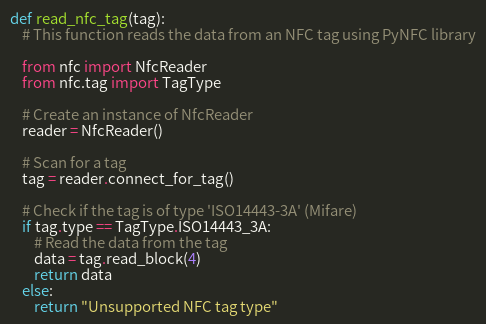 def read_nfc_tag(tag):
# This function reads the data from an NFC tag using PyNFC library
from nfc import NfcReader
from nfc.tag import TagType
# Create an instance of NfcReader
reader = NfcReader()
# Scan for a tag
tag = reader.connect_for_tag()
# Check if the tag is of type 'ISO14443-3A' (Mifare)
if tag.type == TagType.ISO14443_3A:
# Read the data from the tag
data = tag.read_block(4)
return data
else:
return "Unsupported NFC tag type"